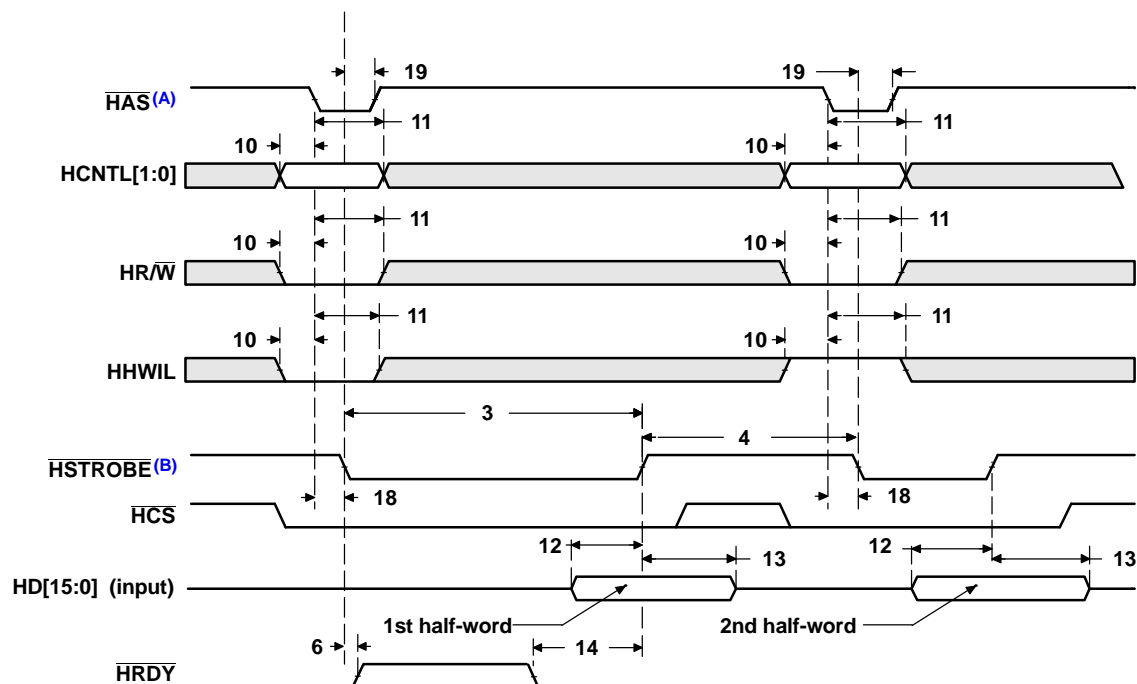 19 19
HAS (A)
11 11
10 10
HCNTL[1:0]
11 11
10 10
HR/W
11 11
10 10
HHWIL
3
4
HSTROBE (B)
18 18
HCS
12 12
13 13
HD[15:0] (input)
1st half-word 2nd half-word
6 14
HRDY